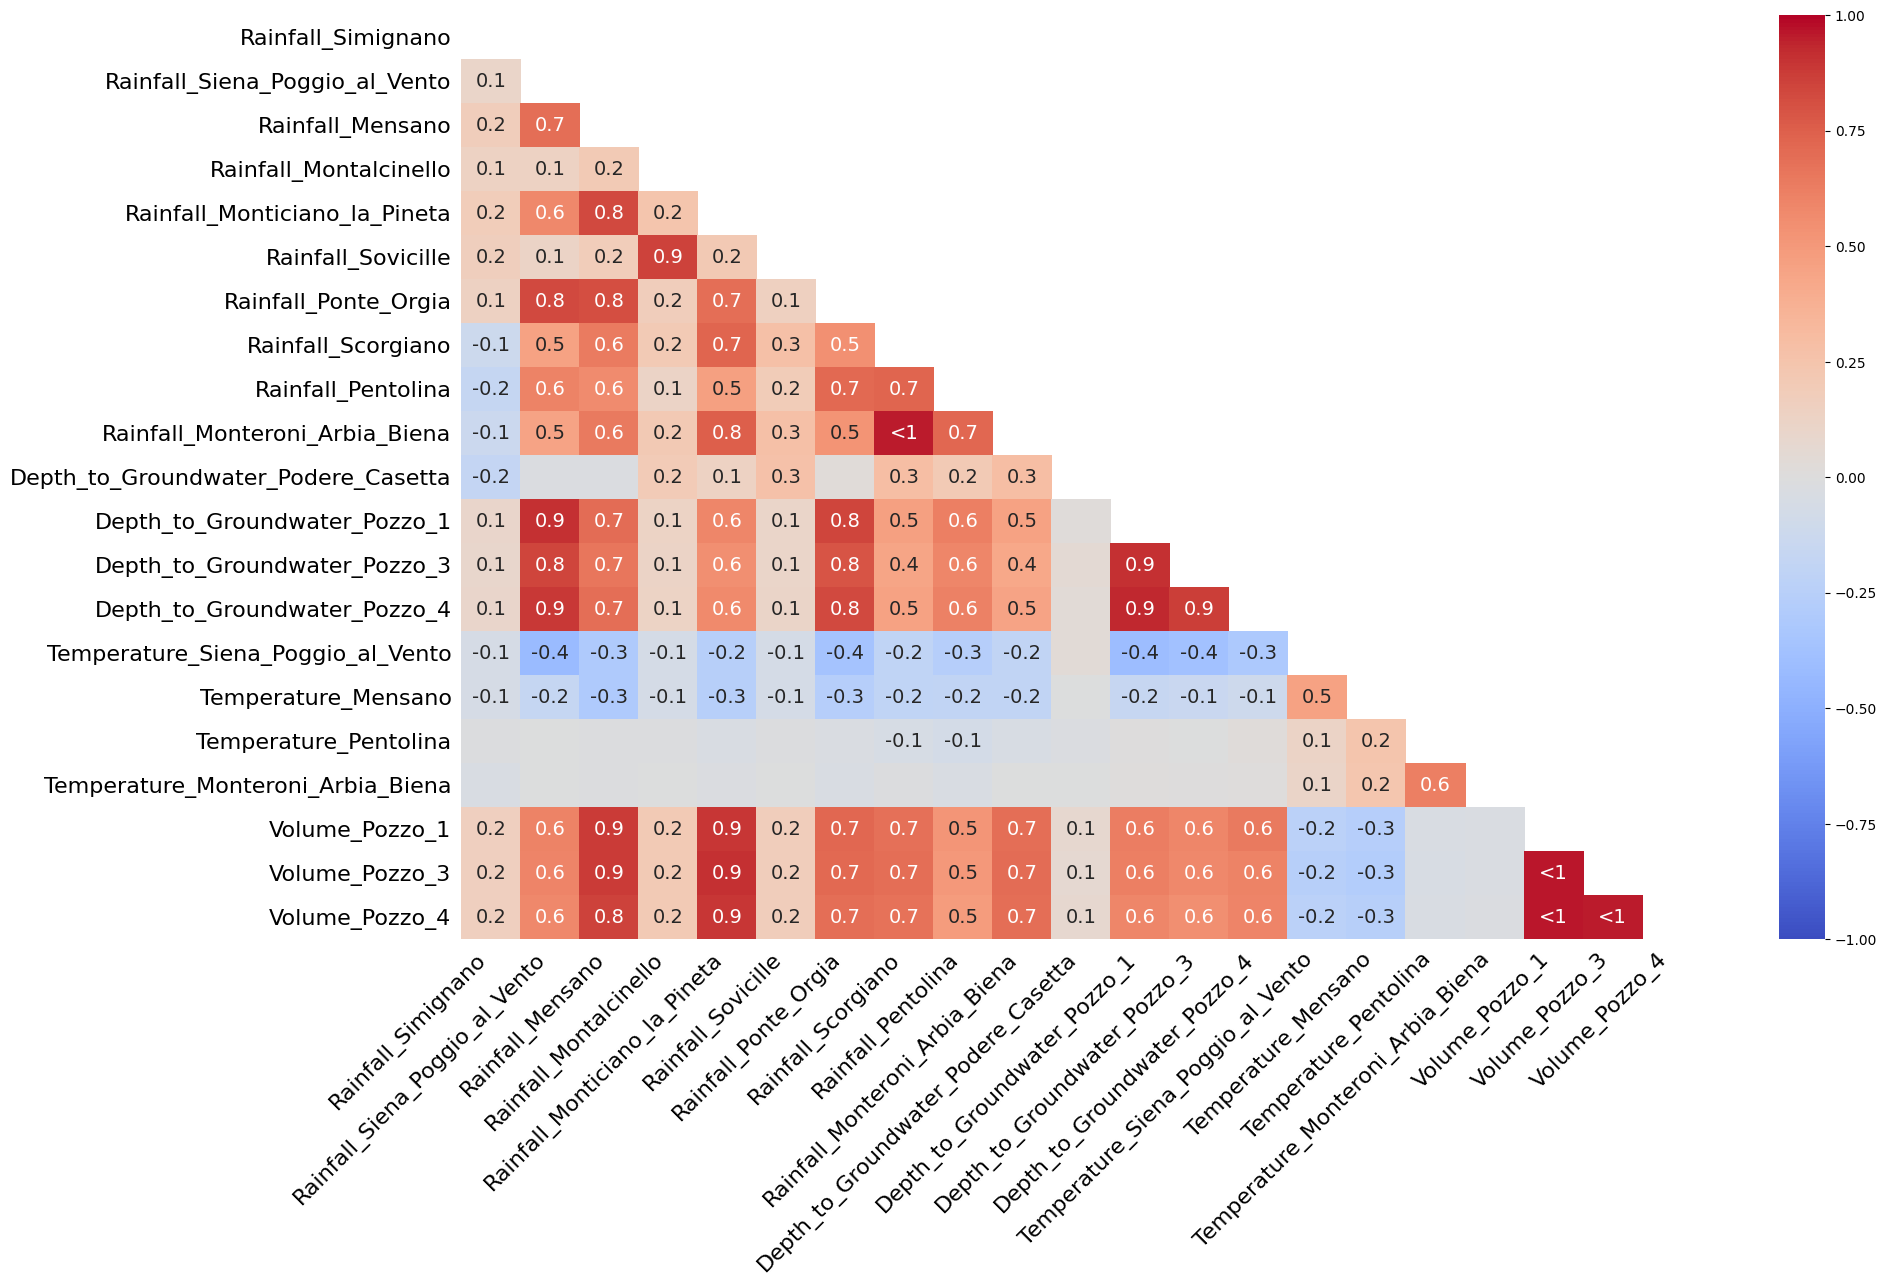 Rainfall_Simignano
Rainfall_Siena_Poggio_al_Vento 0.1
Rainfall_Mensano 0.2 0.7
Rainfall_Montalcinello 0.1 0.1 0.2
Rainfall_Monticiano_la_Pineta 0.2 0.6 0.8 0.2
Rainfall_Sovicille 0.2 0.1 0.2 0.9 0.2
Rainfall_Ponte_Orgia 0.1 0.8 0.8 0.2 0.7 0.1
Rainfall_Scorgiano -0.1 0.5 0.6 0.2 0.7 0.3 0.5
Rainfall_Pentolina -0.2 0.6 0.6 0.1 0.5 0.2 0.7 0.7
Rainfall_Monteroni_Arbia_Biena -0.1 0.5 0.6 0.2 0.8 0.3 0.5 <1 0.7
Depth_to_Groundwater_Podere_Casetta -0.2 0.2 0.1 0.3 0.3 0.2 0.3
Depth_to_Groundwater_Pozzo_1 0.1 0.9 0.7 0.1 0.6 0.1 0.8 0.5 0.6 0.5
Depth_to_Groundwater_Pozzo_3 0.1 0.8 0.7 0.1 0.6 0.1 0.8 0.4 0.6 0.4 0.9
Depth_to_Groundwater_Pozzo_4 0.1 0.9 0.7 0.1 0.6 0.1 0.8 0.5 0.6 0.5 0.9 0.9
Temperature_Siena_Poggio_al_Vento -0.1 -0.4 -0.3 -0.1 -0.2 -0.1 -0.4 -0.2 -0.3 -0.2 -0.4 -0.4 -0.3
Temperature_Mensano -0.1 -0.2 -0.3 -0.1 -0.3 -0.1 -0.3 -0.2 -0.2 -0.2 -0.2 -0.1 -0.1 0.5
Temperature_Pentolina -0.1 -0.1 0.1 0.2
Temperature_Monteroni_Arbia_Biena 0.1 0.2 0.6
Volume_Pozzo_1 0.2 0.6 0.9 0.2 0.9 0.2 0.7 0.7 0.5 0.7 0.1 0.6 0.6 0.6 -0.2 -0.3
Volume_Pozzo_3 0.2 0.6 0.9 0.2 0.9 0.2 0.7 0.7 0.5 0.7 0.1 0.6 0.6 0.6 -0.2 -0.3 <1
Volume_Pozzo_4 0.2 0.6 0.8 0.2 0.9 0.2 0.7 0.7 0.5 0.7 0.1 0.6 0.6 0.6 -0.2 -0.3 <1 <1
Rainfall_Simignano
Rainfall_Siena_Poggio_al_Vento
Rainfall_Mensano
Rainfall_Montalcinello
Rainfall_Monticiano_la_Pineta
Rainfall_Sovicille
Rainfall_Ponte_Orgia
Rainfall_Scorgiano
Rainfall_Pentolina
Rainfall_Monteroni_Arbia_Biena
Depth_to_Groundwater_Podere_Casetta
Depth_to_Groundwater_Pozzo_1
Depth_to_Groundwater_Pozzo_3
Depth_to_Groundwater_Pozzo_4
Temperature_Siena_Poggio_al_Vento
Temperature_Mensano
Temperature_Pentolina
Temperature_Monteroni_Arbia_Biena
Volume_Pozzo_1
Volume_Pozzo_3
Volume_Pozzo_4
1.00
0.75
0.50
0.25
0.00
−0.25
−0.50
−0.75
−1.00